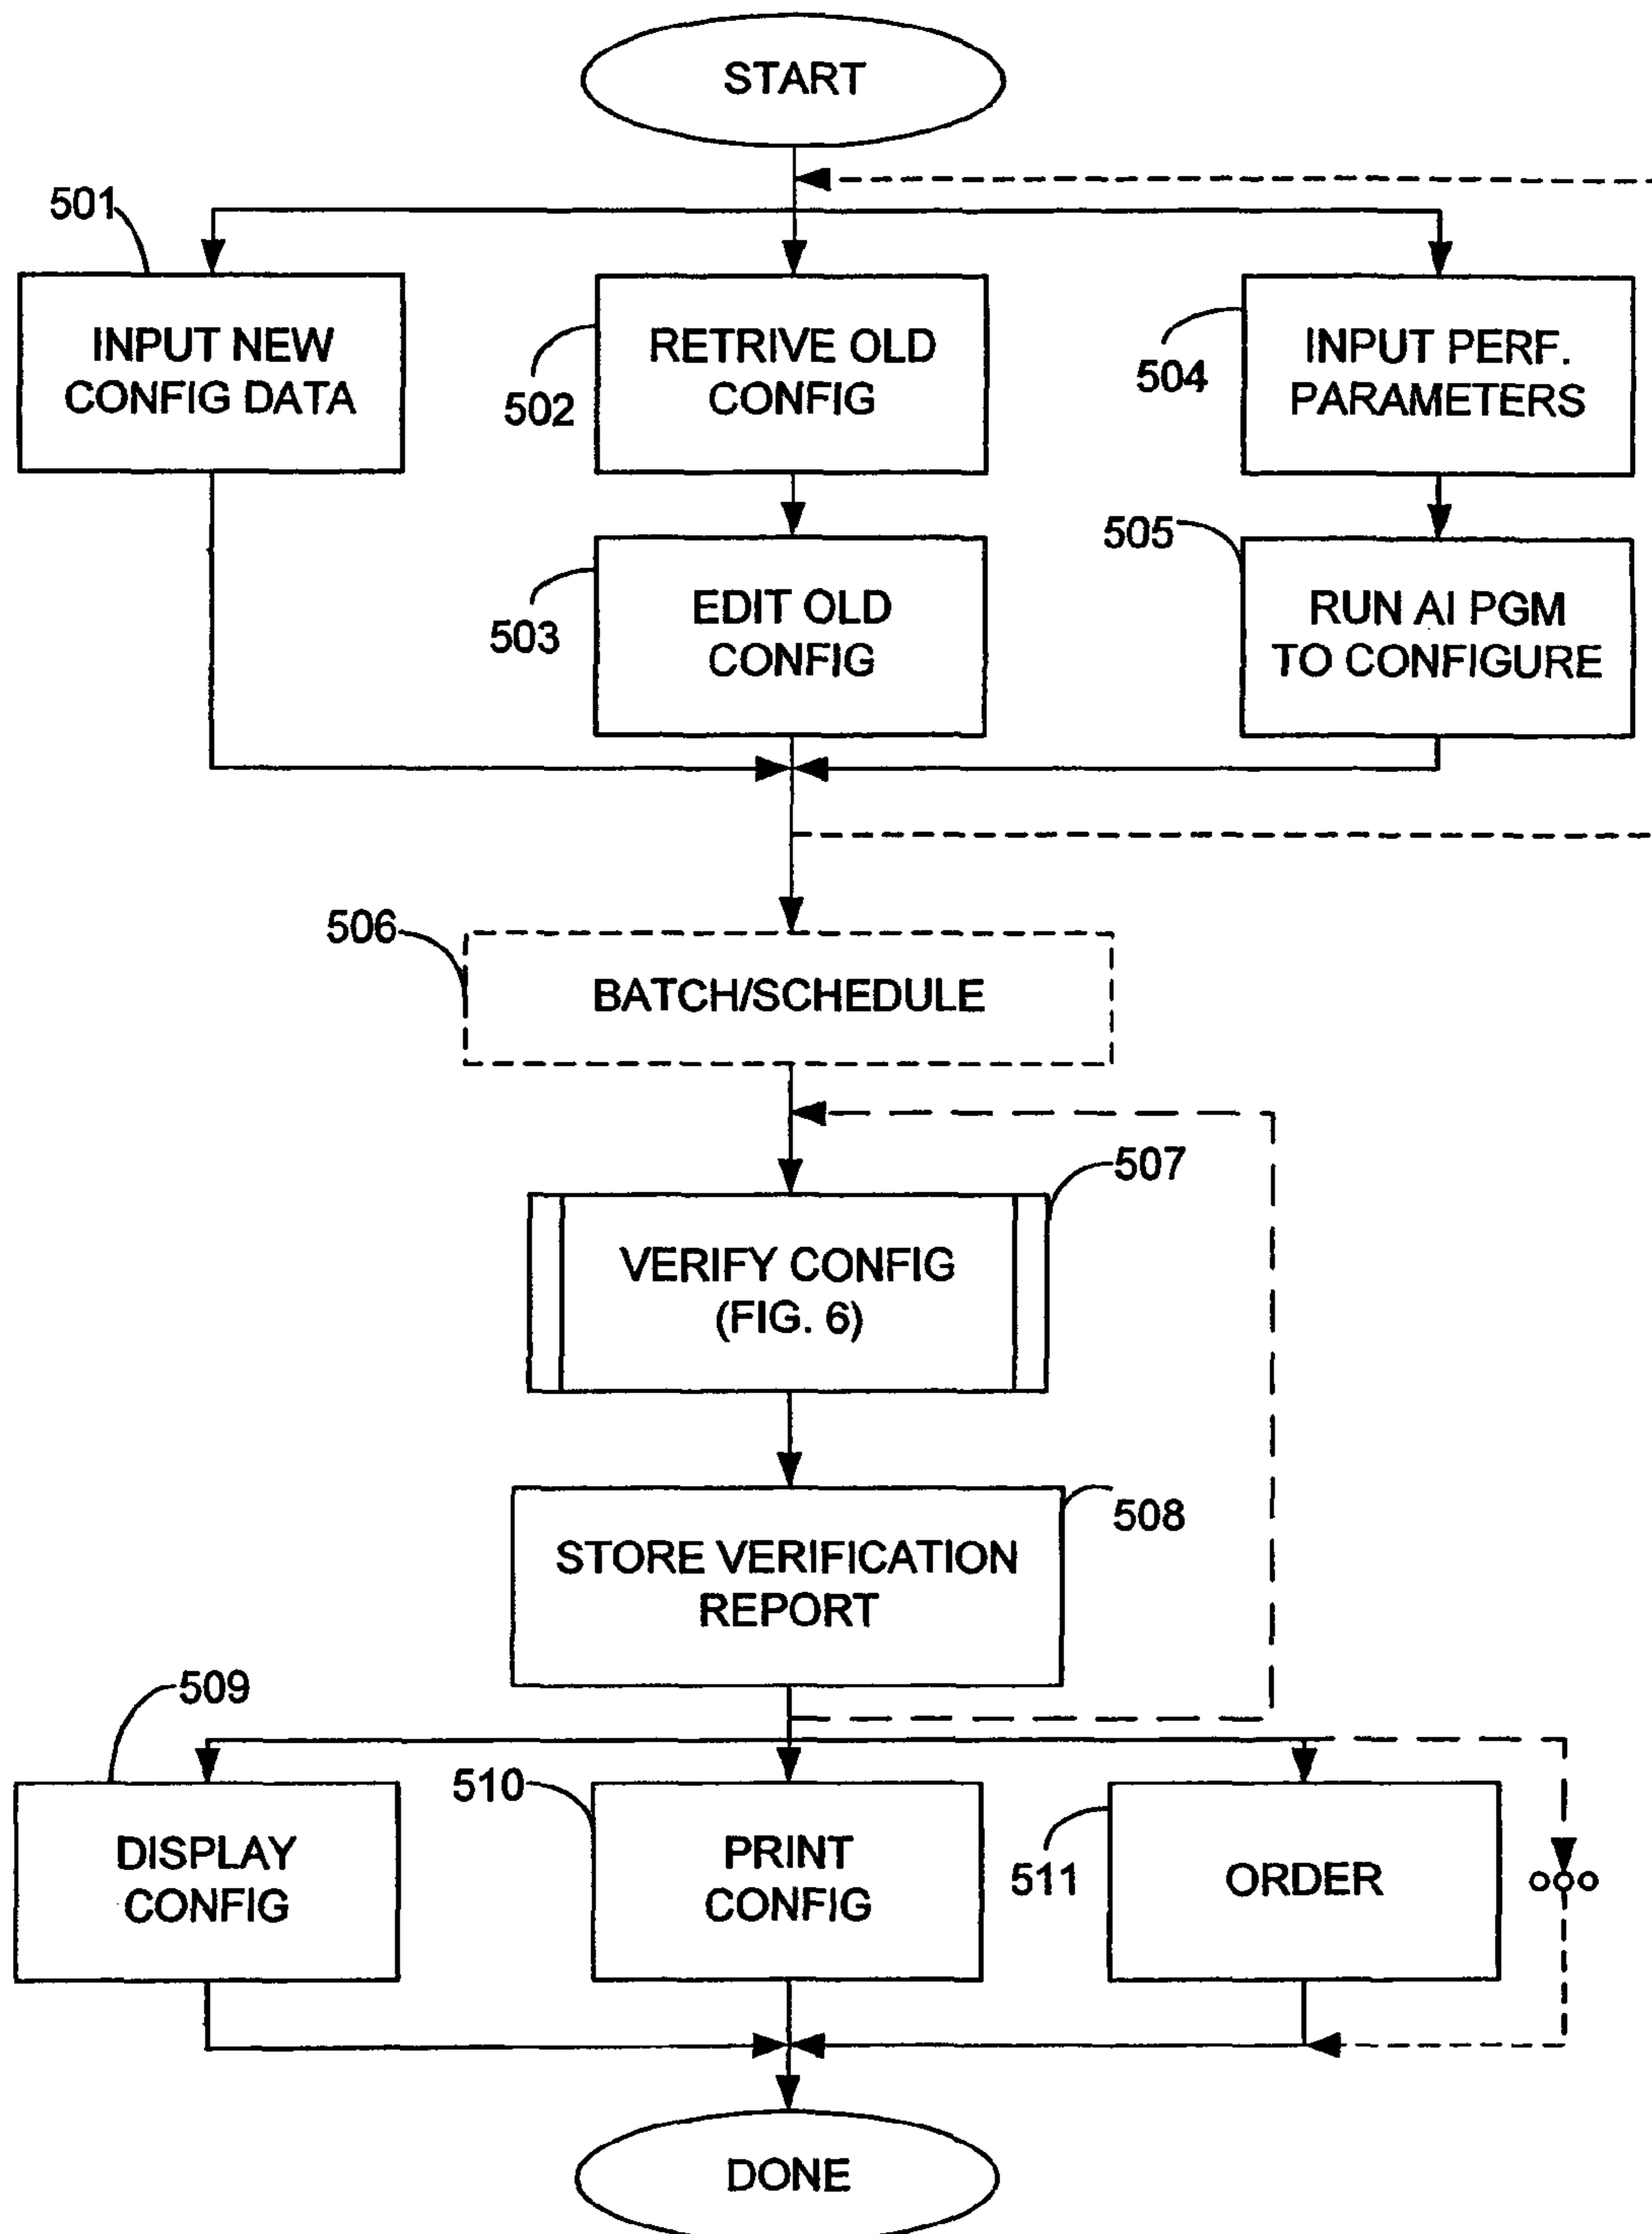 START
501
INPUT NEW
CONFIG DATA
502
RETRIVE OLD
CONFIG
504
INPUT PERF.
PARAMETERS
503
EDIT OLD
CONFIG
505
RUN AI PGM
TO CONFIGURE
506
BATCH/SCHEDULE
507
VERIFY CONFIG
(FIG. 6)
508
STORE VERIFICATION
REPORT
509
DISPLAY
CONFIG
510
PRINT
CONFIG
511
ORDER
DONE